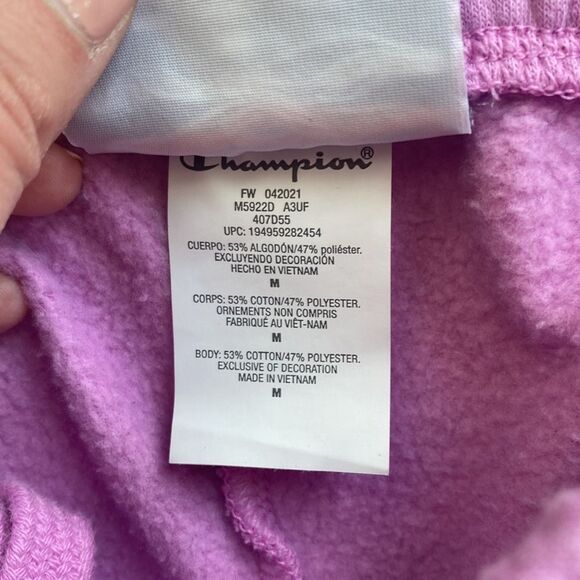 Champion®
FW 042021
M5922D A3UF
407D55
UPC: 194959282454
CUERPO: 53% ALGODÓN/47% poliéster.
EXCLUYENDO DECORACIÓN
HECHO EN VIETNAM
M
CORPS: 53% COTON/47% POLYESTER.
ORNEMENTS NON COMPRIS
FABRIQUÉ AU VIÊT-NAM
M
BODY: 53% COTTON/47% POLYESTER.
EXCLUSIVE OF DECORATION
MADE IN VIETNAM
M